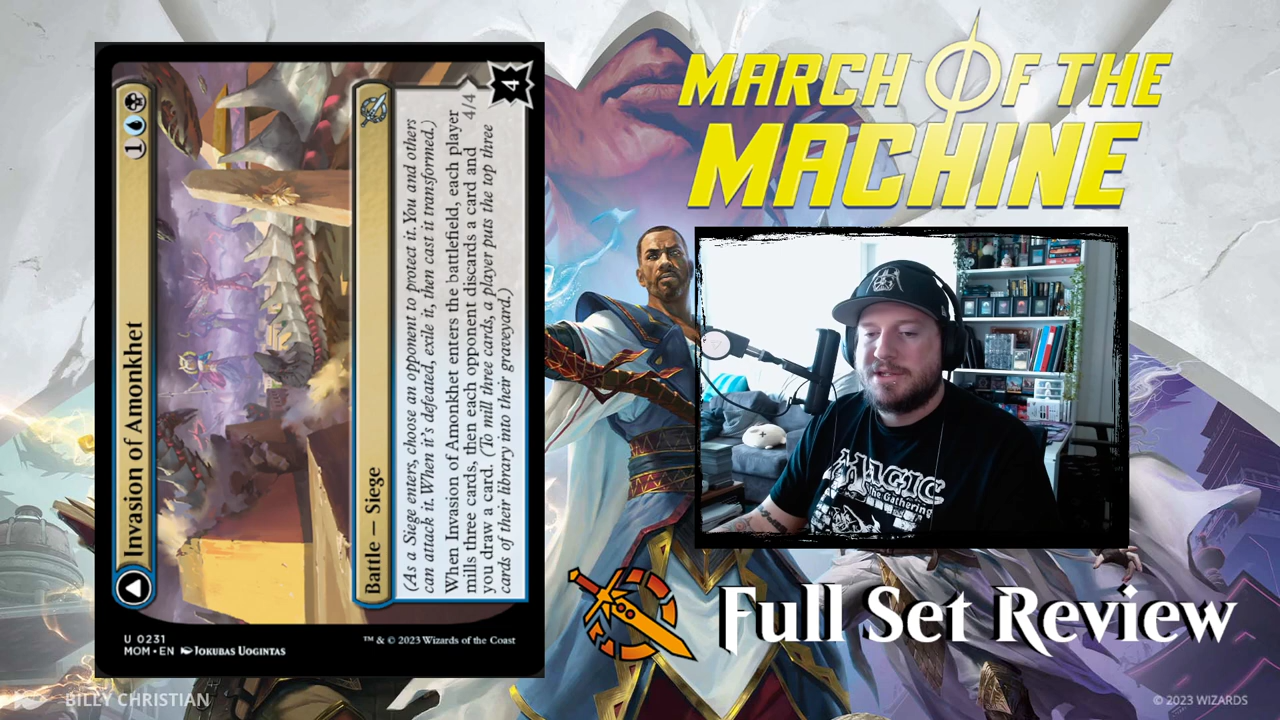 Invasion of Amonkhet
1
Battle — Siege
(As a Siege enters, choose an opponent to protect it. You and others
can attack it. When it's defeated, exile it, then cast it transformed.)
When Invasion of Amonkhet enters the battlefield, each player
mills three cards, then each opponent discards a card and
you draw a card. (To mill three cards, a player puts the top three
cards of their library into their graveyard.)
4/4
4
U 0231
MOM • EN JOKUBAS UOGINTAS
™ & © 2023 Wizards of the Coast
MARCH OF THE
MACHINE
MAGIC
The Gathering
Full Set Review
BILLY CHRISTIAN
© 2023 WIZARDS